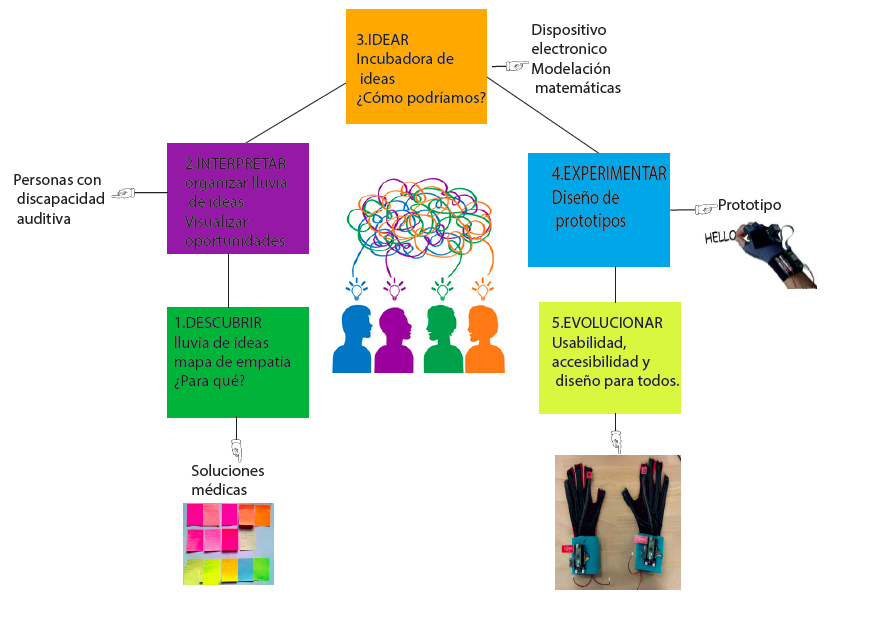 3.IDEAR
Incubadora de
ideas
¿Cómo podríamos?
Dispositivo
electronico
Modelación
matemáticas
2.INTERPRETAR
organizar lluvia
de ideas
Visualizar
oportunidades
Personas con
discapacidad
auditiva
4.EXPERIMENTAR
Diseño de
prototipos
Prototipo
HELLO
1.DESCUBRIR
lluvía de ideas
mapa de empatia
¿Para qué?
5.EVOLUCIONAR
Usabilidad,
accesibilidad y
diseño para todos.
Soluciones
médicas